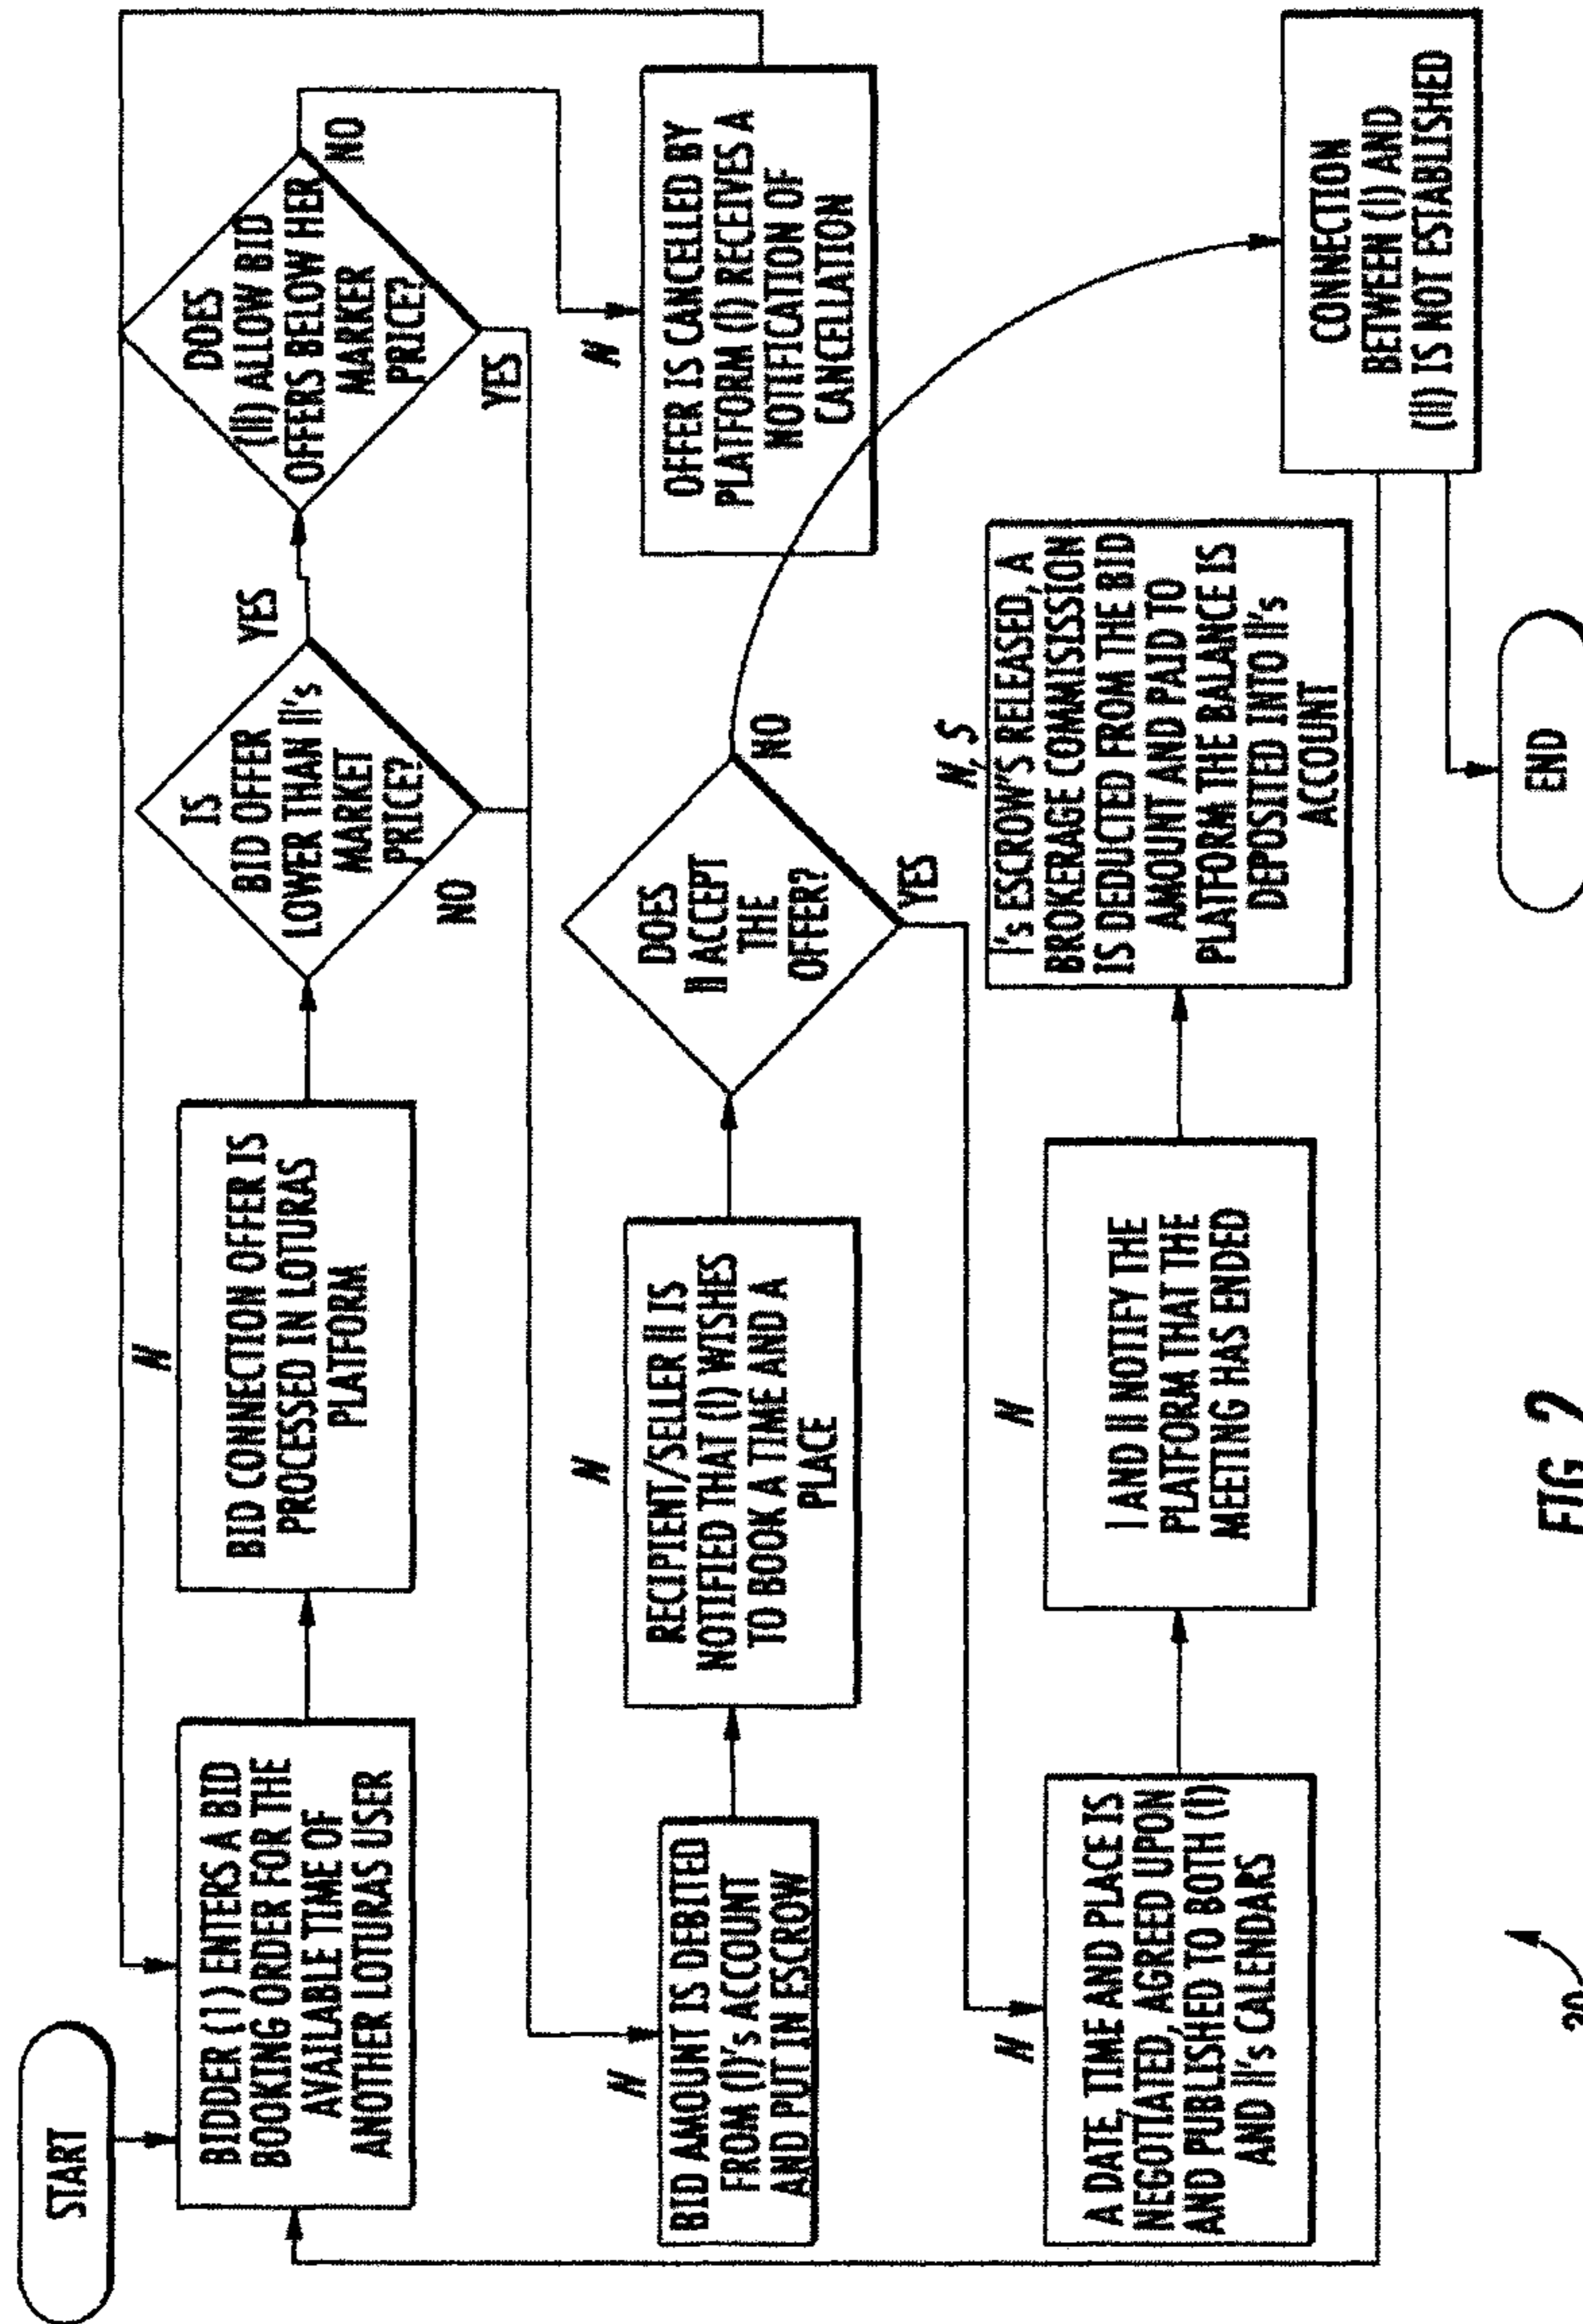 START
BIDDER (1) ENTERS A BID
BOOKING ORDER FOR THE
AVAILABLE TIME OF
ANOTHER LOTURAS USER
N
BID CONNECTION OFFER IS
PROCESSED IN LOTURAS
PLATFORM
IS
BID OFFER
LOWER THAN II's
MARKET
PRICE?
YES
NO
DOES
(II) ALLOW BID
OFFERS BELOW HER
MARKER
PRICE?
NO
YES
N
BID AMOUNT IS DEBITED
FROM (I)'s ACCOUNT
AND PUT IN ESCROW
N
RECIPIENT/SELLER II IS
NOTIFIED THAT (I) WISHES
TO BOOK A TIME AND A
PLACE
DOES
II ACCEPT
THE
OFFER?
NO
YES
N
OFFER IS CANCELLED BY
PLATFORM (I) RECEIVES A
NOTIFICATION OF
CANCELLATION
N
A DATE, TIME AND PLACE IS
NEGOTIATED, AGREED UPON
AND PUBLISHED TO BOTH (I)
AND II's CALENDARS
N
I AND II NOTIFY THE
PLATFORM THAT THE
MEETING HAS ENDED
N, S
I's ESCROW'S RELEASED, A
BROKERAGE COMMISISSION
IS DEDUCTED FROM THE BID
AMOUNT AND PAID TO
PLATFORM THE BALANCE IS
DEPOSITED INTO II's
ACCOUNT
CONNECTION
BETWEEN (I) AND
(II) IS NOT ESTABLISHED
END
20
FIG. 2